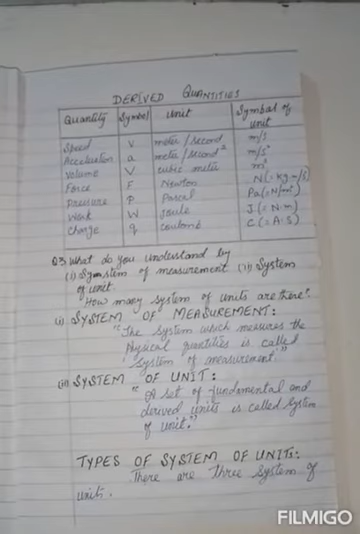 DERIVED QUANTITIES
Quantity Symbol Unit Symbol of unit
Speed V meter/second m/s
Acceleration a meter/second² m/s²
Volume V cubic meter m³
Force F Newton N(=Kg-m/s)
Pressure P Pascal Pa(=N/m²)
Work W Joule J(=N.m)
Charge q coulomb C(=A.S)
Q3: What do you understand by
(i) System of measurement (ii) System
of unit.
How many system of units are there?
(i) SYSTEM OF MEASUREMENT:
"The system which mesures the
physical quantities is called
system of measurement."
(ii) SYSTEM OF UNIT:
"A set of fundamental and
derived units is called system
of unit."
TYPES OF SYSTEM OF UNIT:
There are three system of
units.
FILMIGO